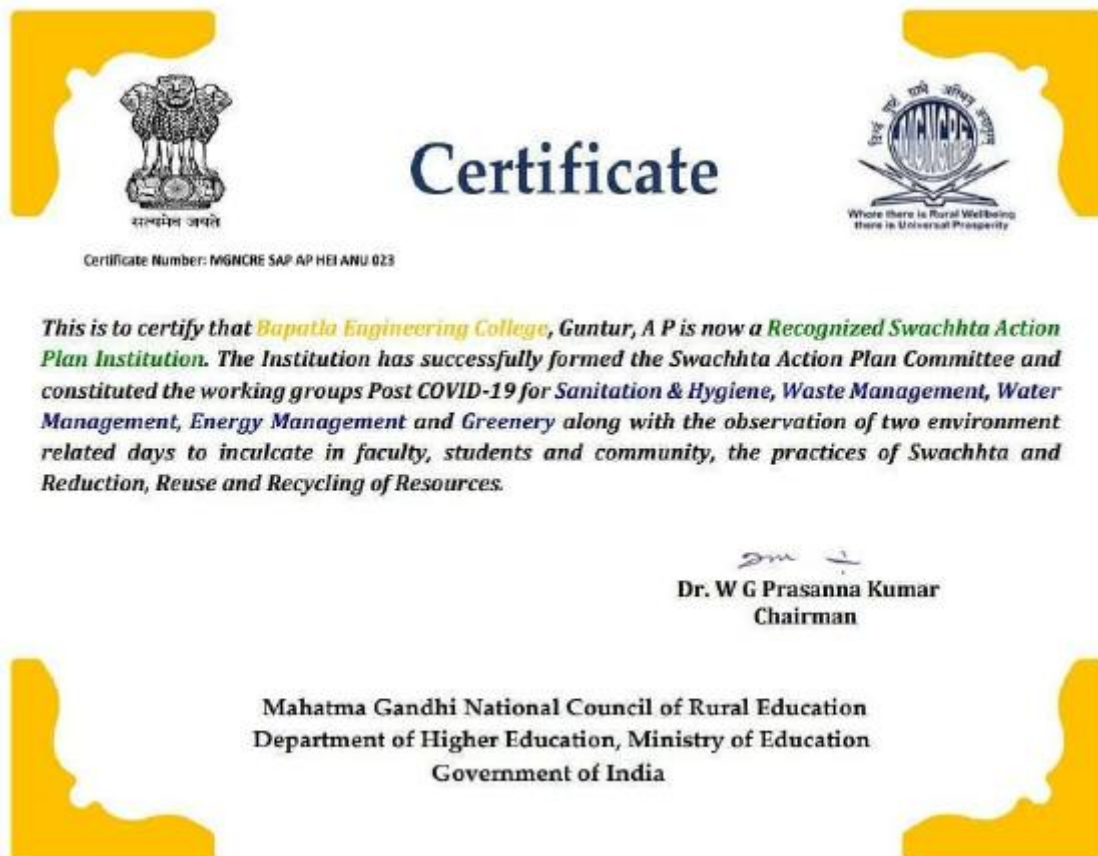 Certificate
सत्यमेव जयते
MGNCRE
Where there is Rural Wellbeing
there is Universal Prosperity
Certificate Number: MGNCRE SAP AP HEI ANU 023
This is to certify that Bapatla Engineering College, Guntur, A P is now a Recognized Swachhta Action
Plan Institution. The Institution has successfully formed the Swachhta Action Plan Committee and
constituted the working groups Post COVID-19 for Sanitation & Hygiene, Waste Management, Water
Management, Energy Management and Greenery along with the observation of two environment
related days to inculcate in faculty, students and community, the practices of Swachhta and
Reduction, Reuse and Recycling of Resources.
Dr. W G Prasanna Kumar
Chairman
Mahatma Gandhi National Council of Rural Education
Department of Higher Education, Ministry of Education
Government of India